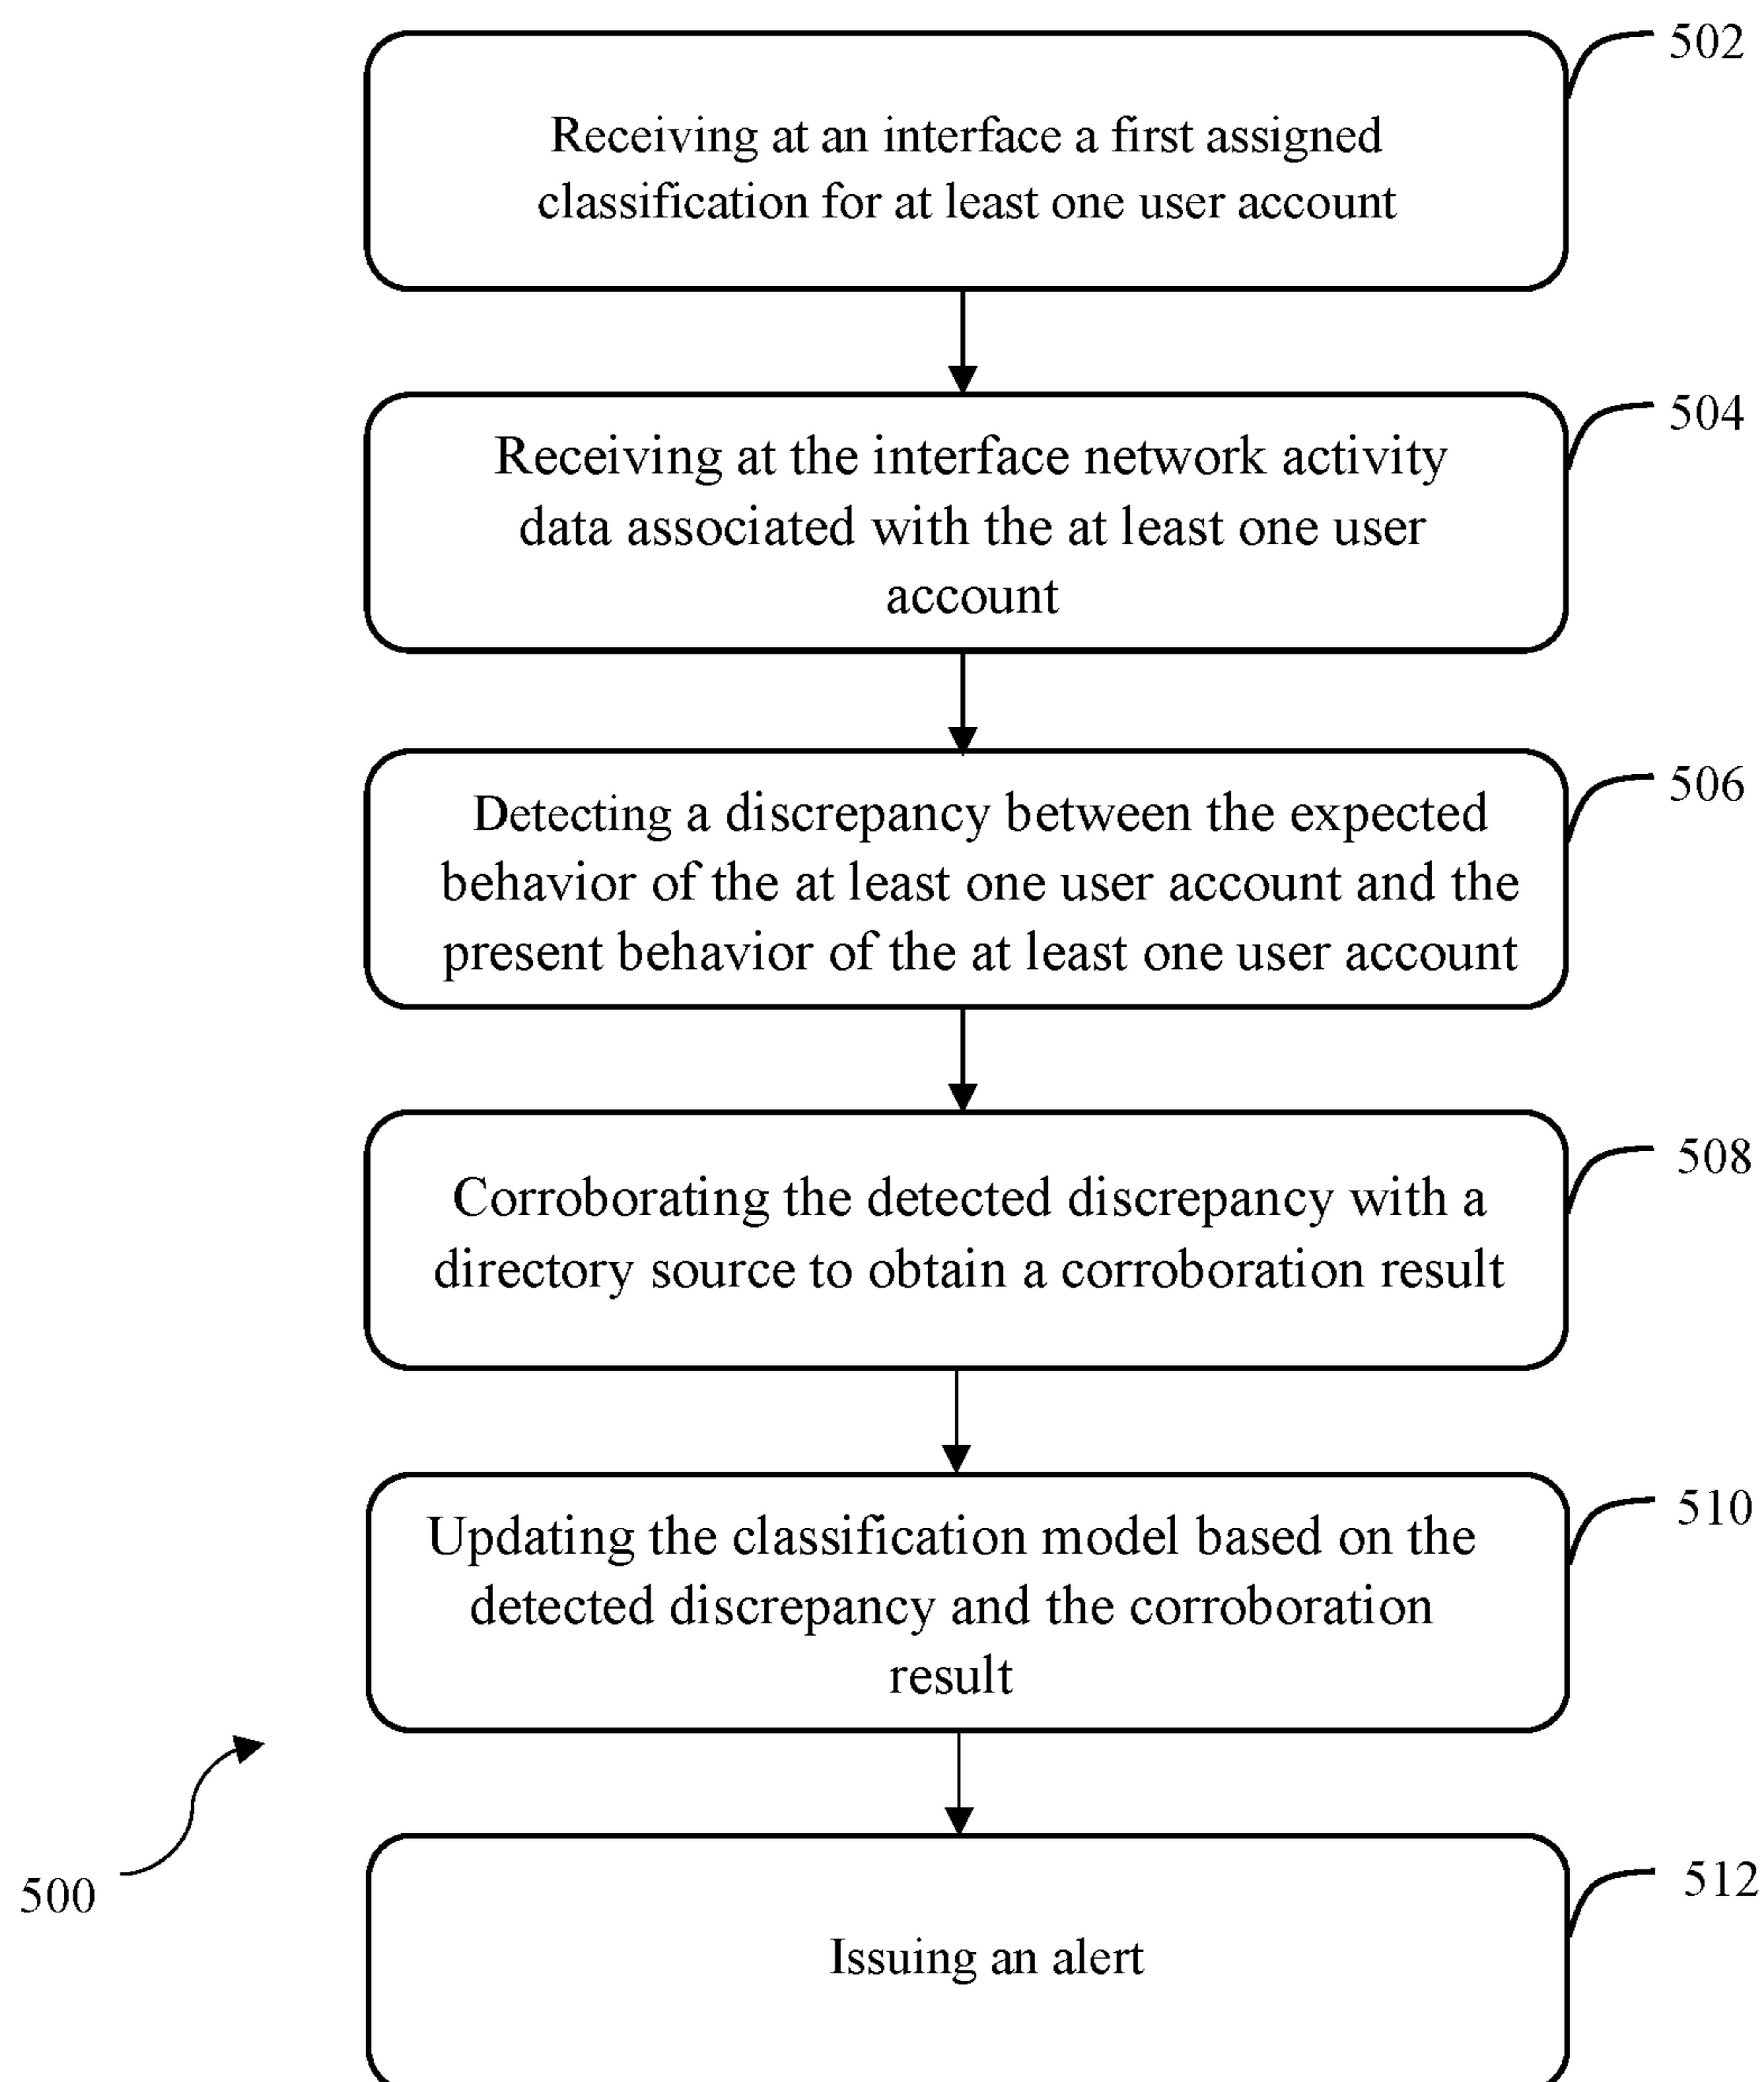 502
Receiving at an interface a first assigned
classification for at least one user account
504
Receiving at the interface network activity
data associated with the at least one user
account
506
Detecting a discrepancy between the expected
behavior of the at least one user account and the
present behavior of the at least one user account
508
Corroborating the detected discrepancy with a
directory source to obtain a corroboration result
510
Updating the classification model based on the
detected discrepancy and the corroboration
result
500
512
Issuing an alert